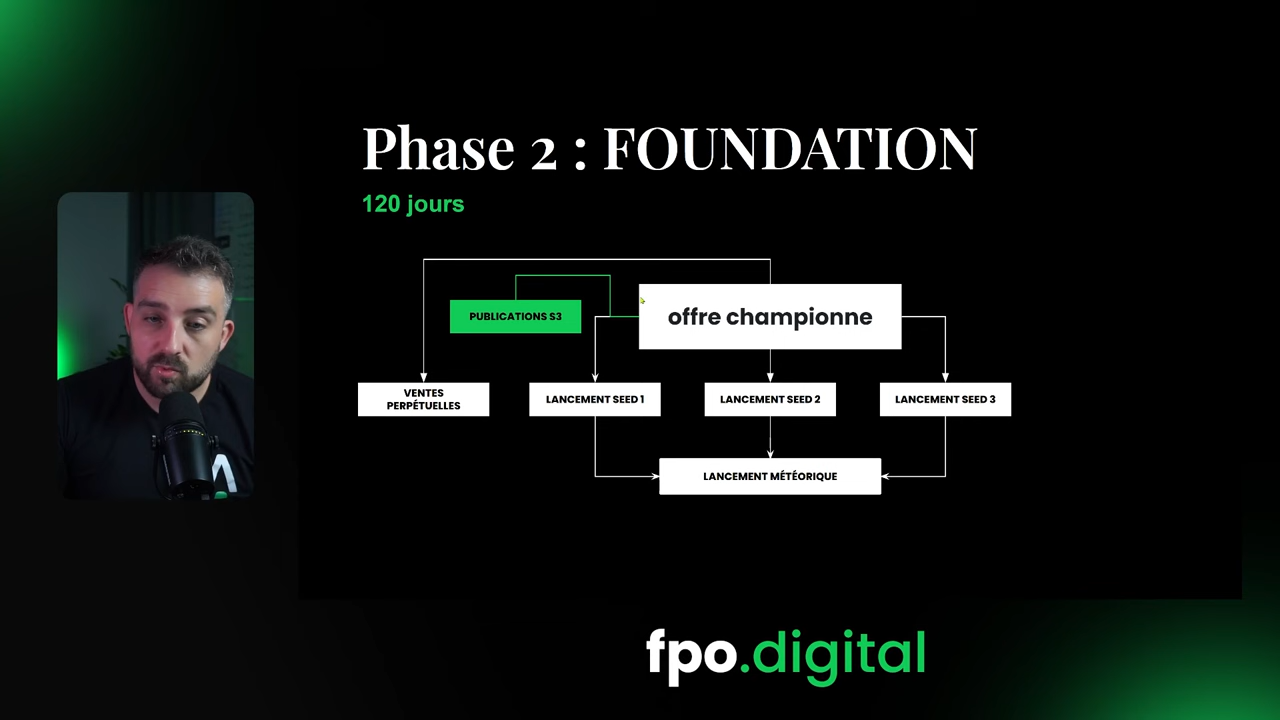 Phase 2 : FOUNDATION
120 jours
PUBLICATIONS S3
offre championne
VENTES
PERPÉTUELLES
LANCEMENT SEED 1
LANCEMENT SEED 2
LANCEMENT SEED 3
LANCEMENT MÉTÉORIQUE
fpo.digital